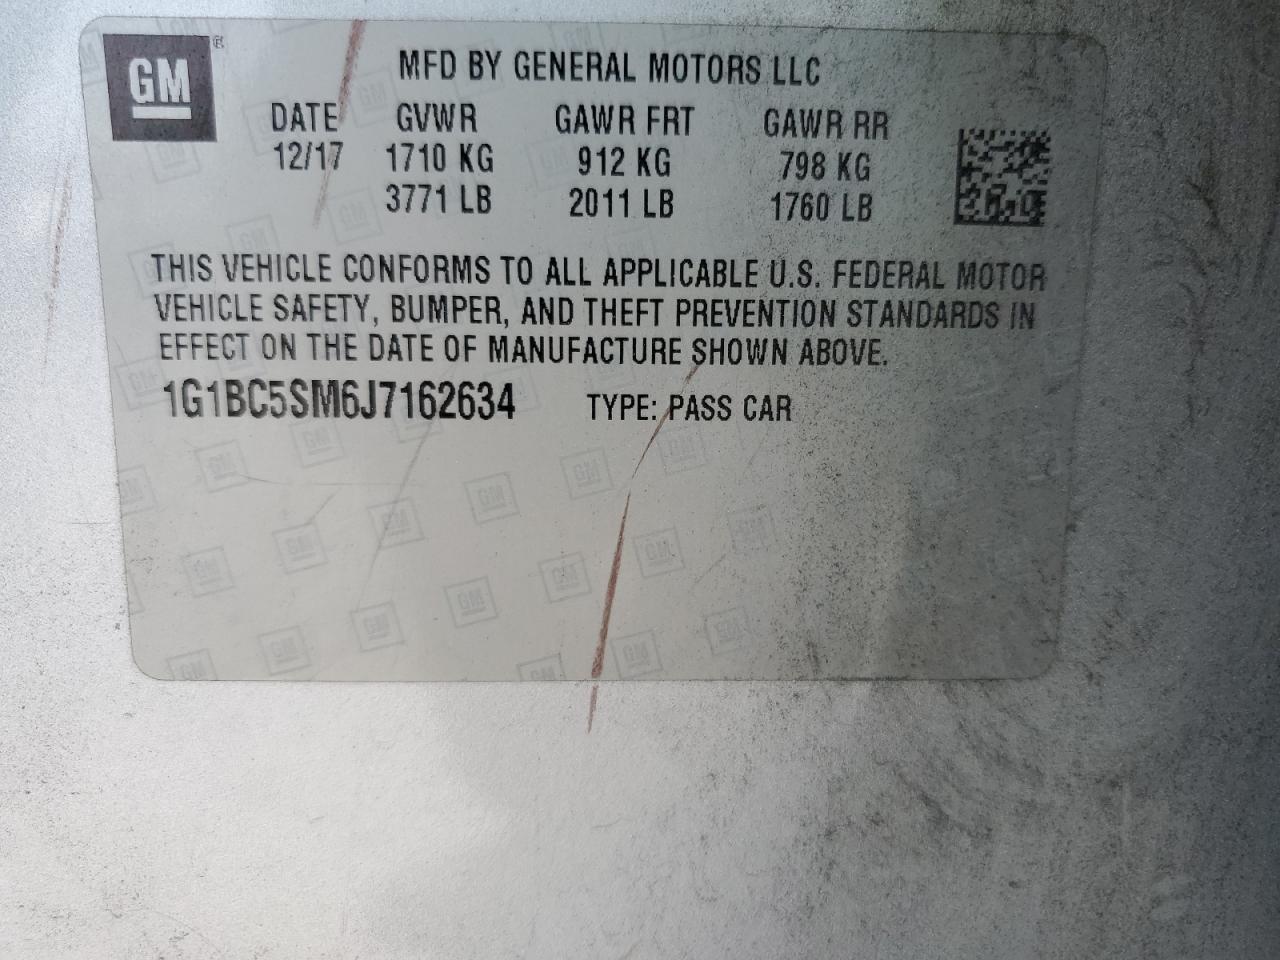 GM ®
MFD BY GENERAL MOTORS LLC
DATE GVWR GAWR FRT GAWR RR
12/17 1710 KG 912 KG 798 KG
3771 LB 2011 LB 1760 LB
THIS VEHICLE CONFORMS TO ALL APPLICABLE U.S. FEDERAL MOTOR
VEHICLE SAFETY, BUMPER, AND THEFT PREVENTION STANDARDS IN
EFFECT ON THE DATE OF MANUFACTURE SHOWN ABOVE.
1G1BC5SM6J7162634 TYPE: PASS CAR